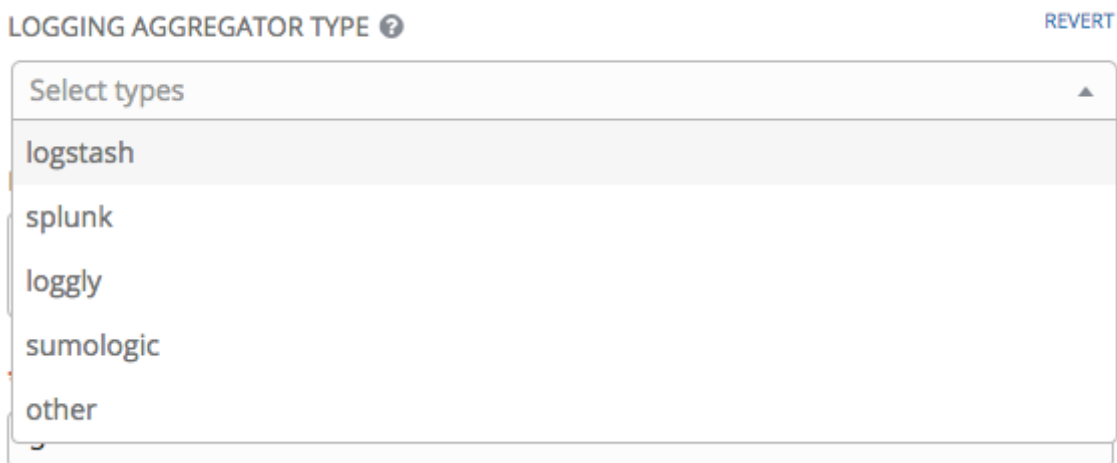 LOGGING AGGREGATOR TYPE ?
REVERT
Select types
logstash
splunk
loggly
sumologic
other